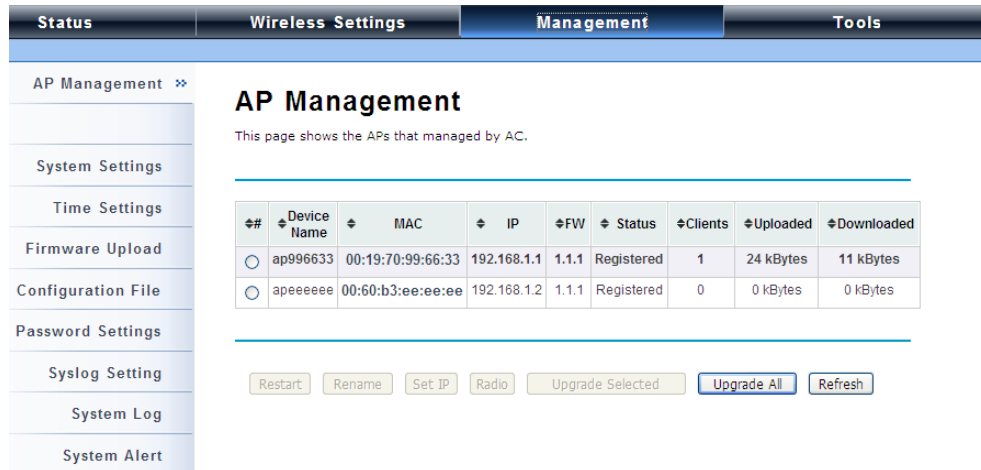 Status Wireless Settings Management Tools
AP Management »
System Settings
Time Settings
Firmware Upload
Configuration File
Password Settings
Syslog Setting
System Log
System Alert
AP Management
This page shows the APs that managed by AC.
# Device Name MAC IP FW Status Clients Uploaded Downloaded
ap996633 00:19:70:99:66:33 192.168.1.1 1.1.1 Registered 1 24 kBytes 11 kBytes
apeeeeee 00:60:b3:ee:ee:ee 192.168.1.2 1.1.1 Registered 0 0 kBytes 0 kBytes
Restart Rename Set IP Radio Upgrade Selected Upgrade All Refresh